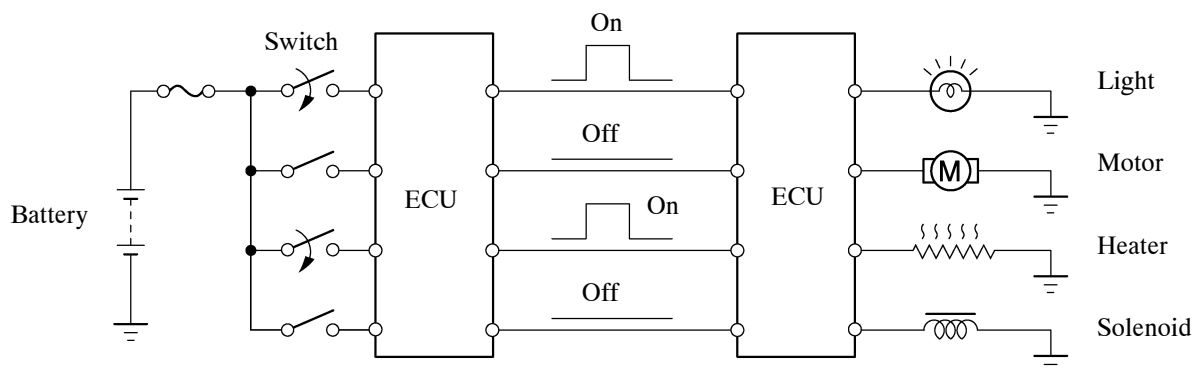 On
Switch
Light
Off
Motor
ECU
ECU
M
Battery
On
Heater
Off
Solenoid